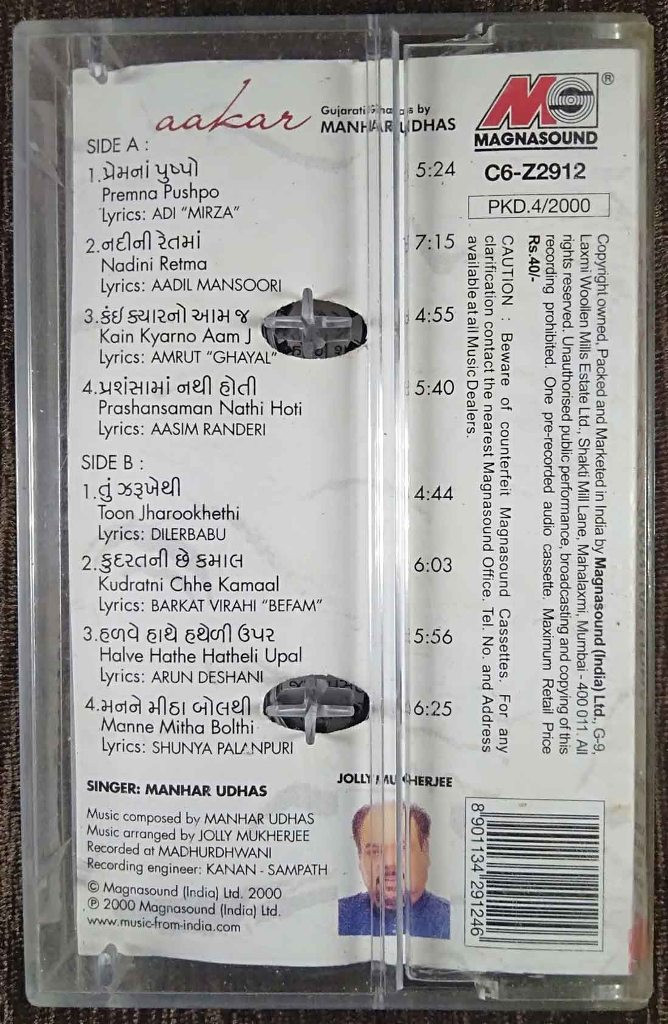 aakar
Gujarati Ghazals by
MANHAR UDHAS
SIDE A :
1.પ્રેમનાં પુષ્પો 5:24
Premna Pushpo
Lyrics: ADI "MIRZA"
2.નદીની રેતમાં 7:15
Nadini Retma
Lyrics: AADIL MANSOORI
3.કંઈ ક્યારનો આમ જ 4:55
Kain Kyarno Aam J
Lyrics: AMRUT "GHAYAL"
4.પ્રશંસામાં નથી હોતી 5:40
Prashansaman Nathi Hoti
Lyrics: AASIM RANDERI
SIDE B :
1.તું ઝરૂખેથી 4:44
Toon Jharookhethi
Lyrics: DILERBABU
2.કુદરતની છે કમાલ 6:03
Kudratni Chhe Kamaal
Lyrics: BARKAT VIRAHI "BEFAM"
3.હળવે હાથે હથેળી ઉપર 5:56
Halve Hathe Hatheli Upal
Lyrics: ARUN DESHANI
4.મનને મીઠા બોલથી 6:25
Manne Mitha Bolthi
Lyrics: SHUNYA PALANPURI
SINGER: MANHAR UDHAS
Music composed by MANHAR UDHAS
Music arranged by JOLLY MUKHERJEE
Recorded at MADHURDHWANI
Recording engineer: KANAN - SAMPATH
© Magnasound (India) Ltd. 2000
℗ 2000 Magnasound (India) Ltd.
www.music-from-india.com
JOLLY MUKHERJEE
MC ®
MAGNASOUND
C6-Z2912
PKD.4/2000
Copyright owned, Packed and Marketed in India by Magnasound (India) Ltd., G-9,
Laxmi Woollen Mills Estate Ltd., Shakti Mill Lane, Mahalaxmi, Mumbai - 400 011. All
rights reserved. Unauthorised public performance, broadcasting and copying of this
recording prohibited. One pre-recorded audio cassette. Maximum Retail Price
Rs.40/-
CAUTION : Beware of counterfeit Magnasound Cassettes. For any
clarification contact the nearest Magnasound Office. Tel. No. and Address
available at all Music Dealers.
8 901134 291246